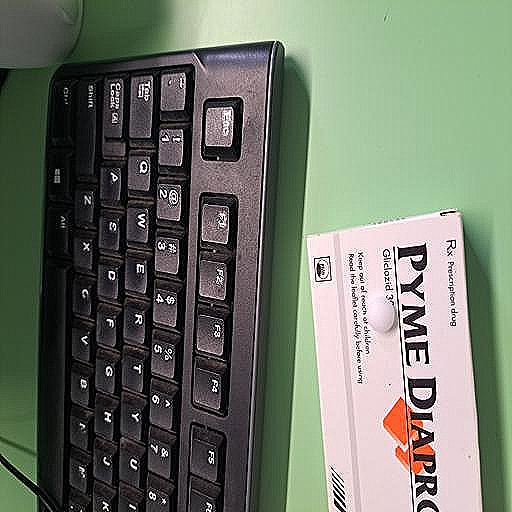 Rx Prescription drug
PYME DIAPRO
Gliclazid 30
Keep out of reach of children
Read the leaflet carefully before using
Esc
F1
F2
F3
F4
F5
~
! 1
@ 2
# 3
$ 4
% 5
^ 6
& 7
* 8
Tab
Q
W
E
R
T
Y
U
Caps Lock
A
S
D
F
G
H
J
K
Shift
Z
X
C
V
B
N
Ctrl
Alt